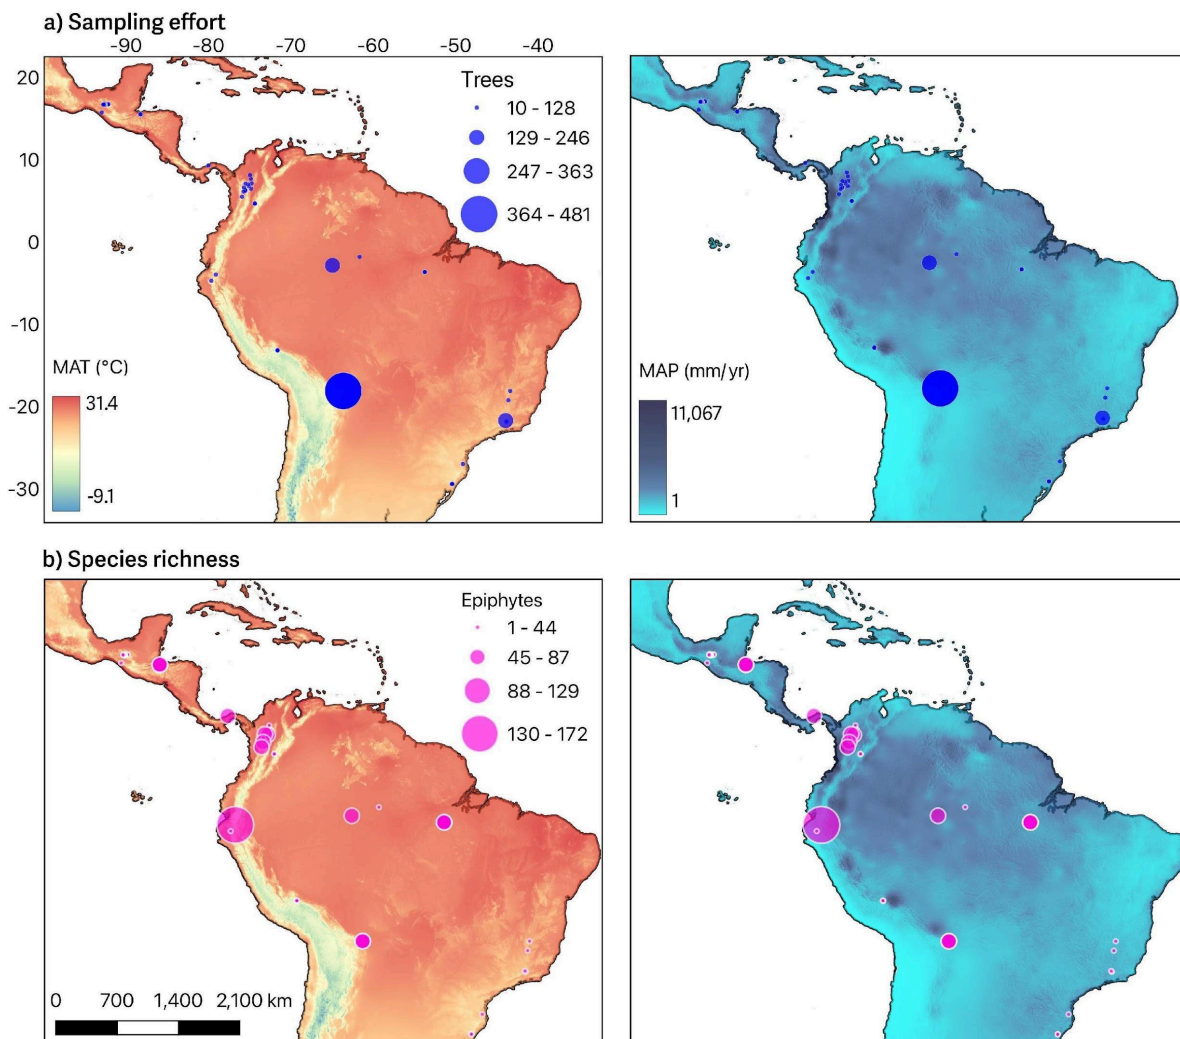 a) Sampling effort
-90 -80 -70 -60 -50 -40
20
10
0
-10
-20
-30
Trees
10 - 128
129 - 246
247 - 363
364 - 481
MAT (°C)
31.4
-9.1
MAP (mm/yr)
11,067
1
b) Species richness
Epiphytes
1 - 44
45 - 87
88 - 129
130 - 172
0 700 1,400 2,100 km